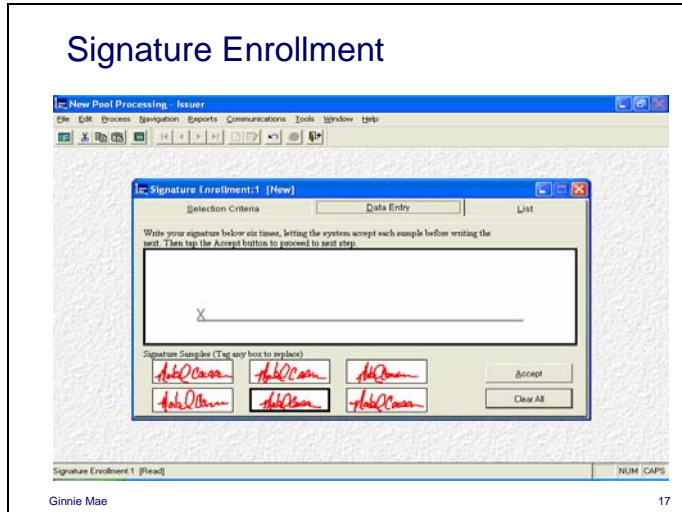 Signature Enrollment
New Pool Processing - Issuer
File Edit Process Navigation Reports Communications Tools Window Help
Signature Enrollment:1 [New]
Selection Criteria Data Entry List
Write your signature below six times, letting the system accept each sample before writing the
next. Then tap the Accept button to proceed to next step.
X
Signature Samples (Tag any box to replace)
Accept
Clear All
Signature Enrollment:1 [Read] NUM CAPS
Ginnie Mae 17